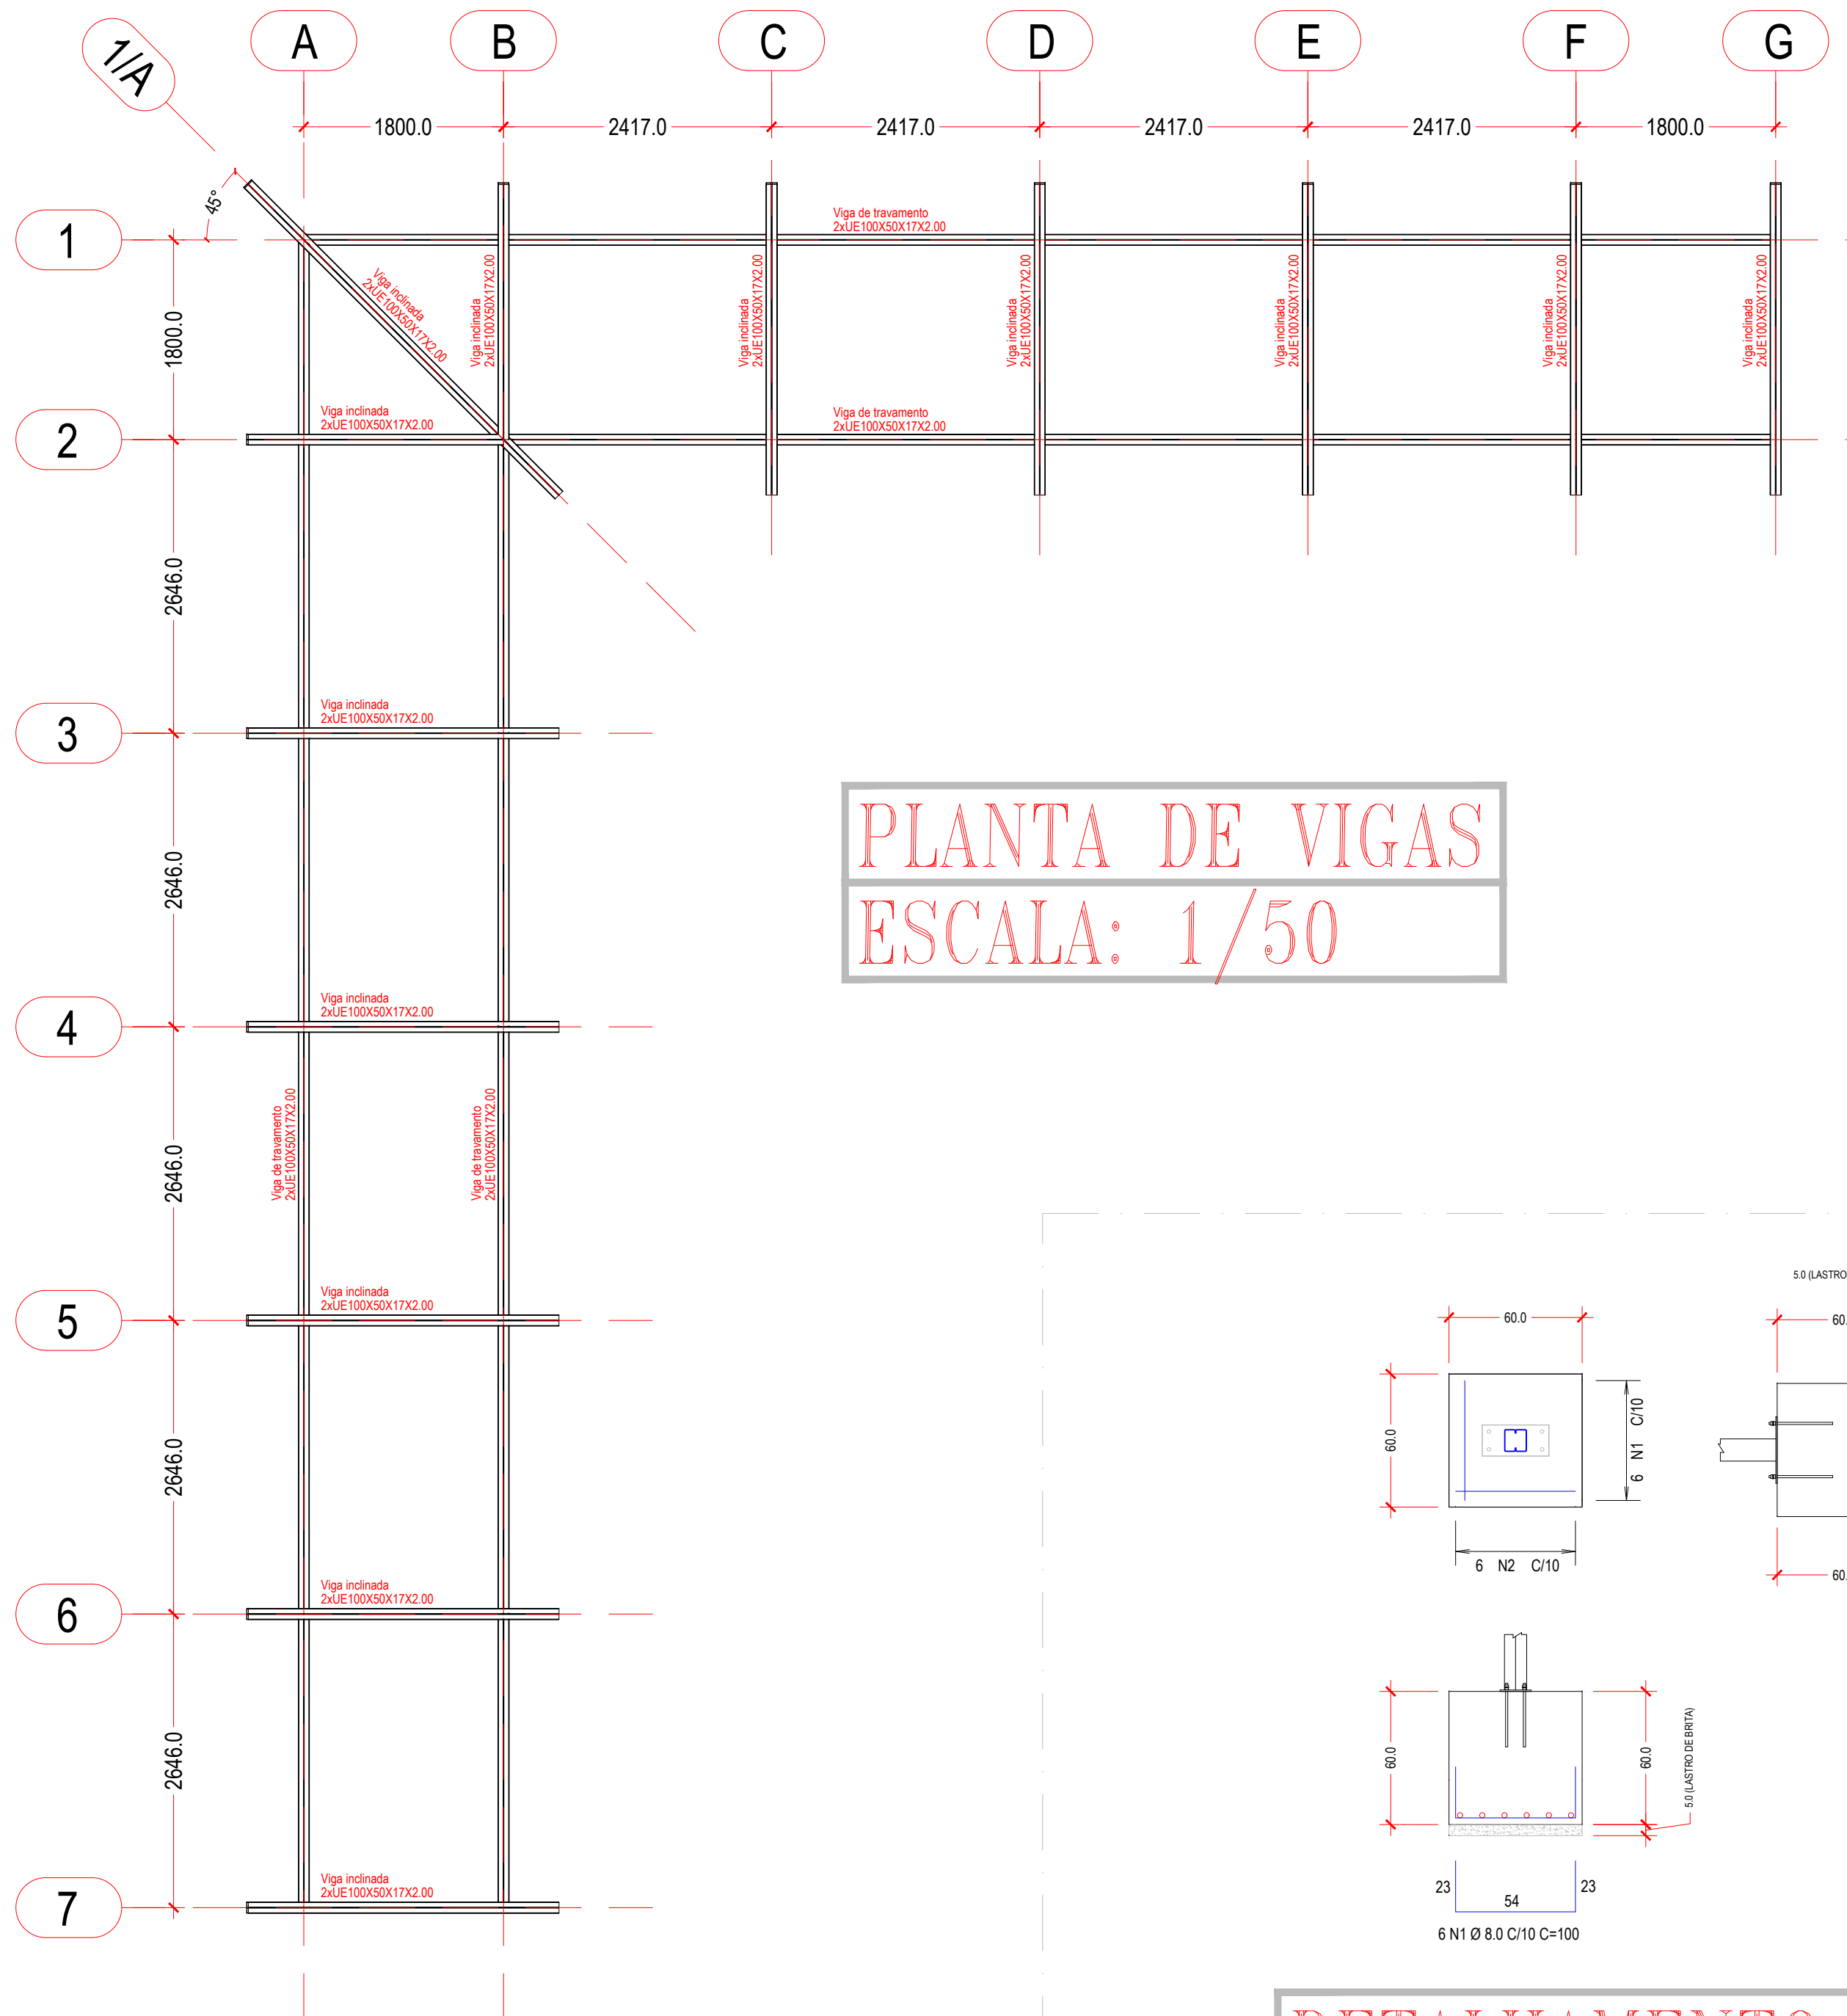 1/A
A
B
C
D
E
F
G
1800.0
2417.0
2417.0
2417.0
2417.0
1800.0
45°
1
Viga de travamento
2xUE100X50X17X2.00
Viga inclinada
2xUE100X50X17X2.00
Viga inclinada
2xUE100X50X17X2.00
Viga inclinada
2xUE100X50X17X2.00
Viga inclinada
2xUE100X50X17X2.00
Viga inclinada
2xUE100X50X17X2.00
Viga inclinada
2xUE100X50X17X2.00
Viga inclinada
2xUE100X50X17X2.00
1800.0
2
Viga inclinada
2xUE100X50X17X2.00
Viga de travamento
2xUE100X50X17X2.00
2646.0
3
Viga inclinada
2xUE100X50X17X2.00
PLANTA DE VIGAS
ESCALA: 1/50
2646.0
4
Viga inclinada
2xUE100X50X17X2.00
2646.0
Viga de travamento
2xUE100X50X17X2.00
Viga de travamento
2xUE100X50X17X2.00
5
Viga inclinada
2xUE100X50X17X2.00
2646.0
6
Viga inclinada
2xUE100X50X17X2.00
2646.0
7
Viga inclinada
2xUE100X50X17X2.00
5.0 (LASTRO
60.0
60.
60.0
6 N1 C/10
6 N2 C/10
60.
60.0
60.0
5.0 (LASTRO DE BRITA)
23
54
23
6 N1 Ø 8.0 C/10 C=100